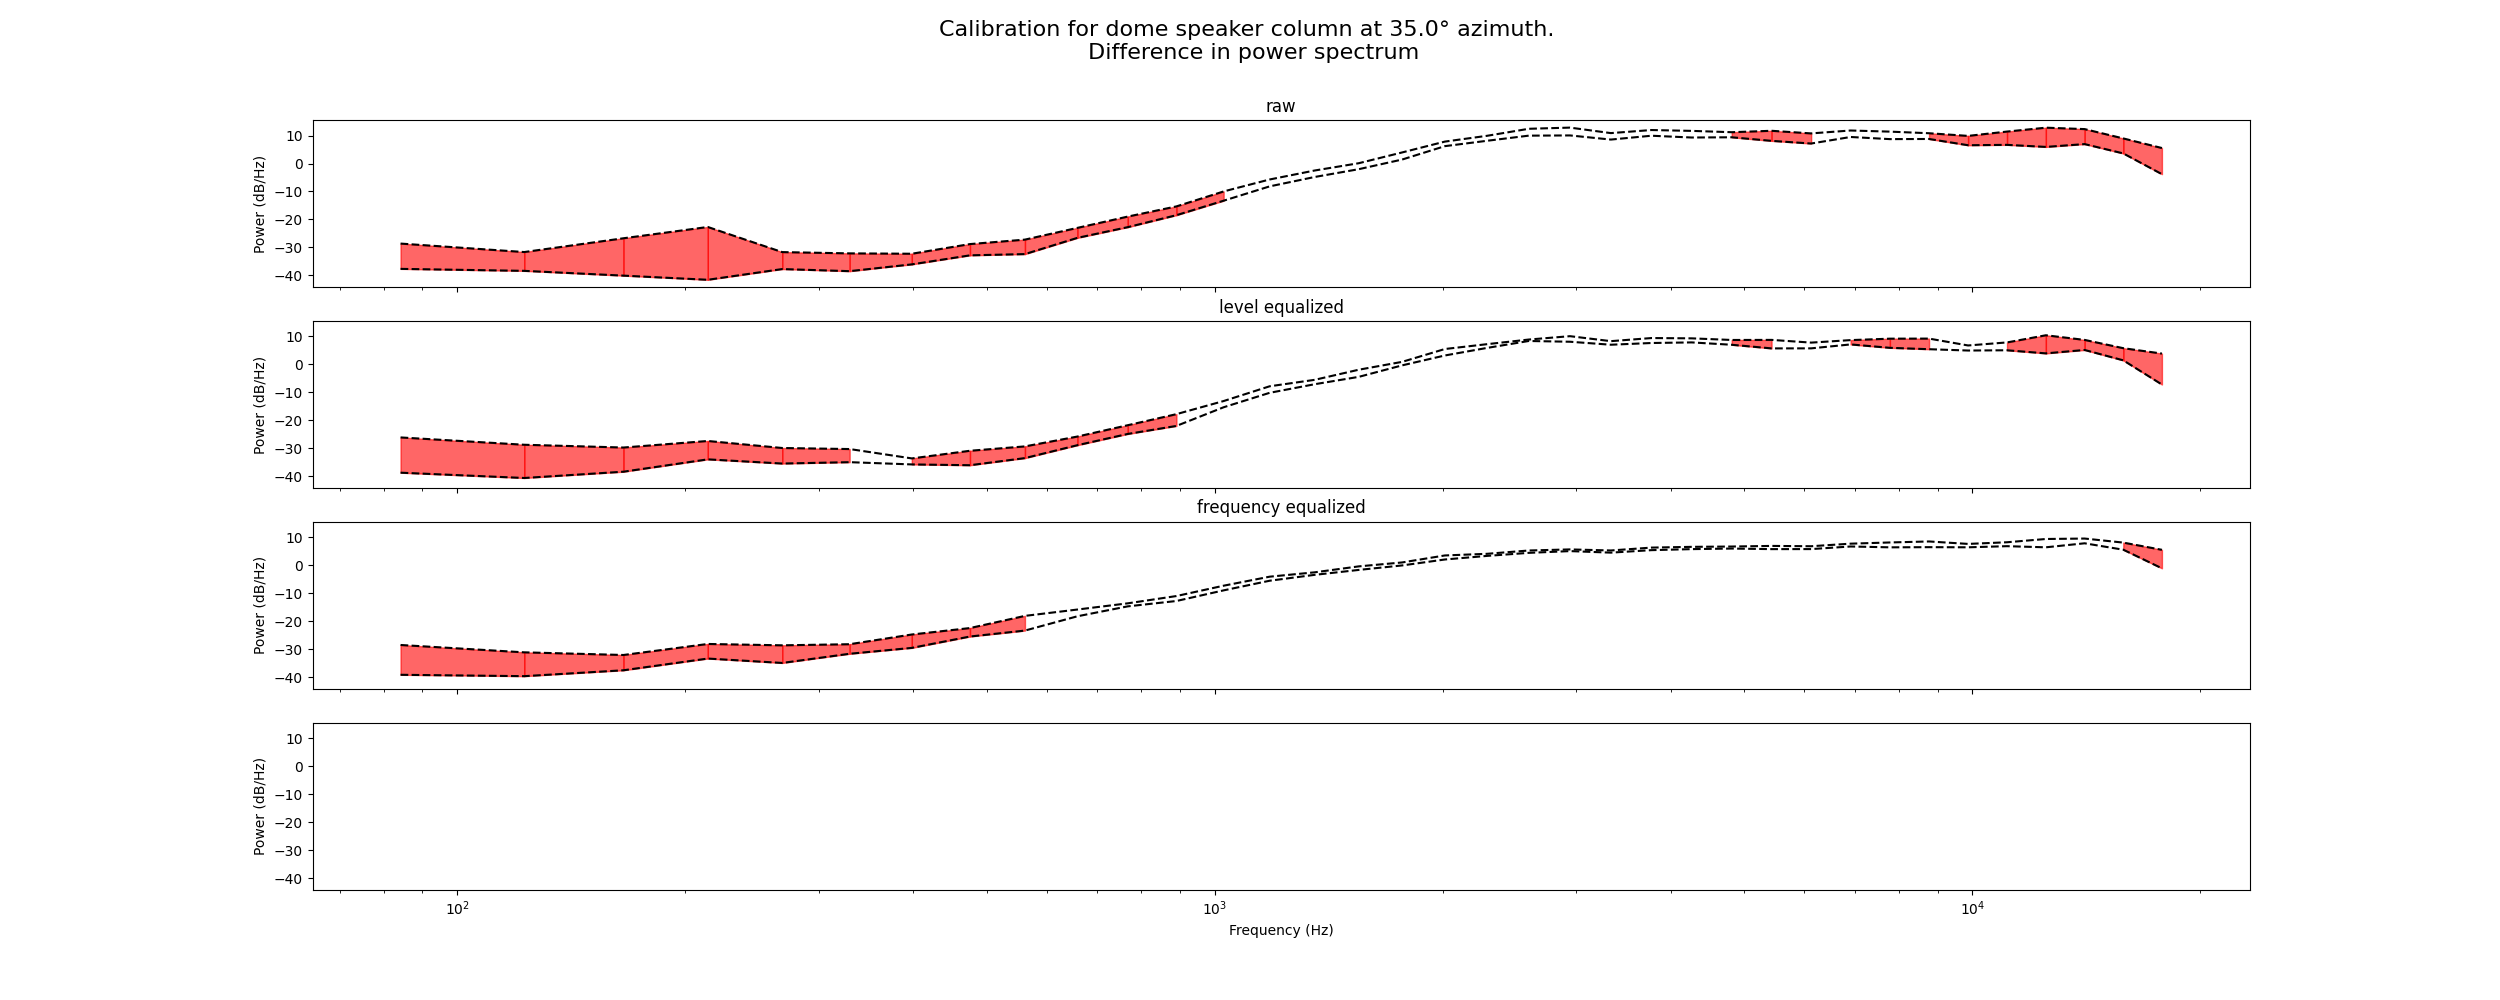 Calibration for dome speaker column at 35.0° azimuth.
Difference in power spectrum
raw
10
0
−10
−20
−30
−40
Power (dB/Hz)
level equalized
10
0
−10
−20
−30
−40
Power (dB/Hz)
frequency equalized
10
0
−10
−20
−30
−40
Power (dB/Hz)
10
0
−10
−20
−30
−40
Power (dB/Hz)
10² 10³ 10⁴
Frequency (Hz)